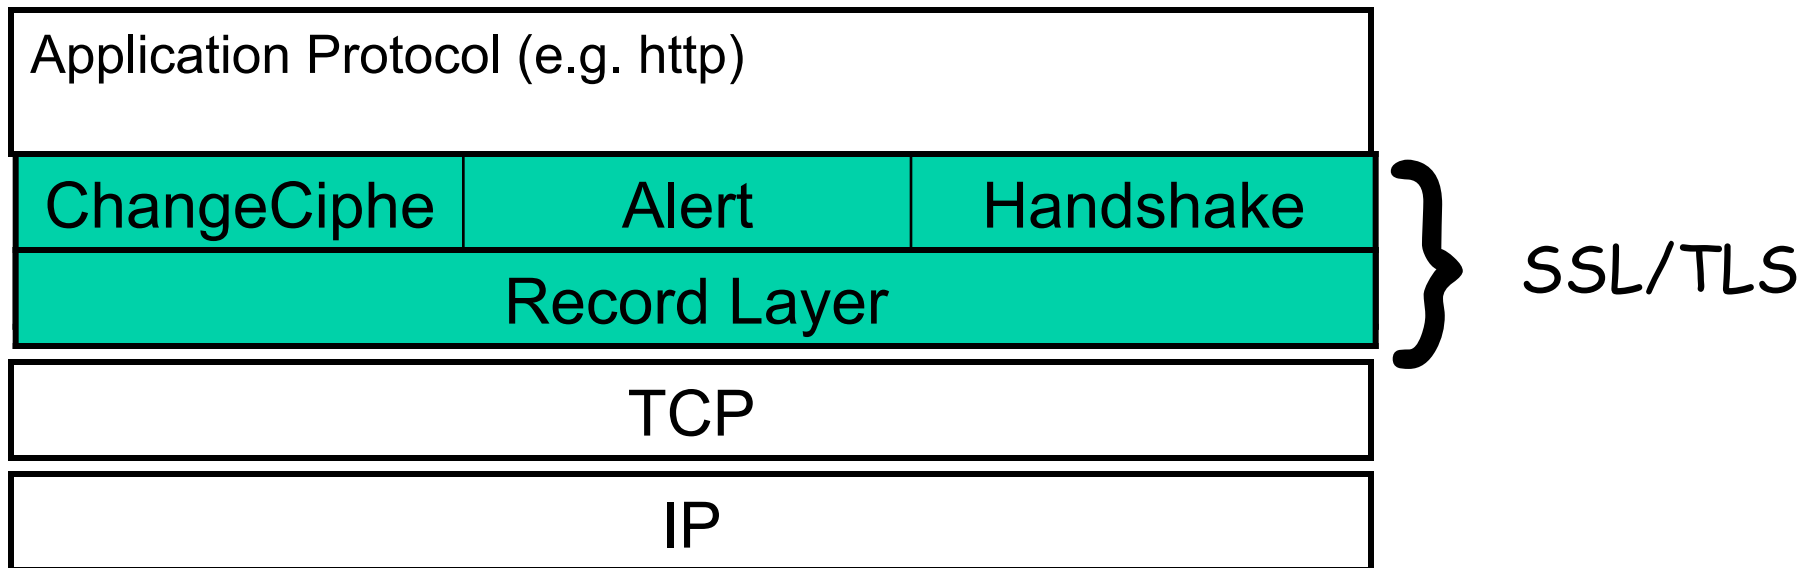 Application Protocol (e.g. http)
ChangeCiphe
Alert
Handshake
Record Layer
SSL/TLS
TCP
IP